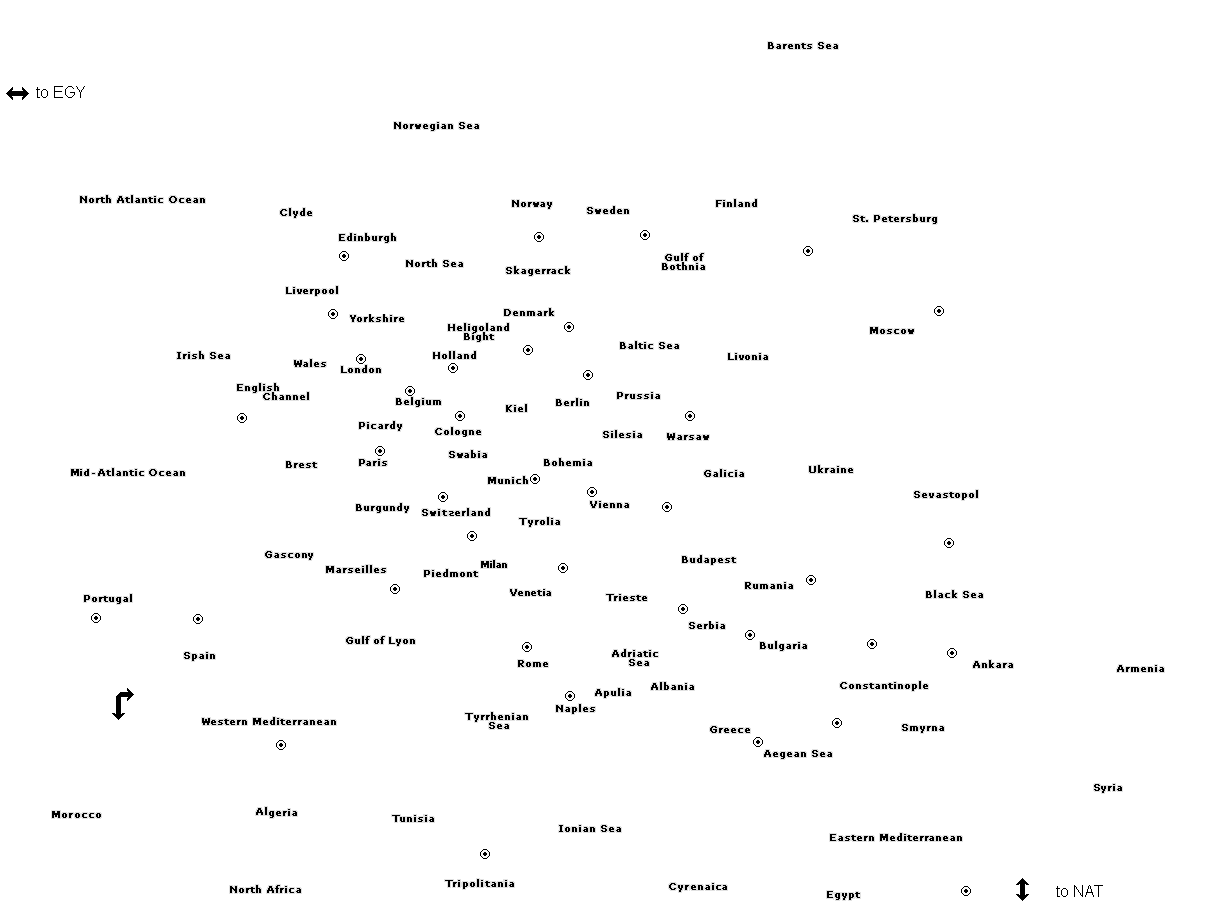 Barents Sea
to EGY
Norwegian Sea
North Atlantic Ocean
Clyde
Norway
Sweden
Finland
St. Petersburg
Edinburgh
North Sea
Skagerrack
Gulf of
Bothnia
Liverpool
Yorkshire
Denmark
Heligoland
Bight
Moscow
Baltic Sea
Livonia
Irish Sea
Wales
London
Holland
English
Channel
Belgium
Kiel
Berlin
Prussia
Picardy
Cologne
Silesia
Warsaw
Brest
Paris
Swabia
Bohemia
Mid-Atlantic Ocean
Munich
Galicia
Ukraine
Sevastopol
Burgundy
Switzerland
Vienna
Tyrolia
Gascony
Marseilles
Piedmont
Milan
Budapest
Rumania
Venetia
Trieste
Black Sea
Portugal
Serbia
Gulf of Lyon
Bulgaria
Spain
Rome
Adriatic
Sea
Ankara
Armenia
Apulia
Albania
Constantinople
Naples
Western Mediterranean
Tyrrhenian
Sea
Greece
Smyrna
Aegean Sea
Syria
Morocco
Algeria
Tunisia
Ionian Sea
Eastern Mediterranean
North Africa
Tripolitania
Cyrenaica
Egypt
to NAT